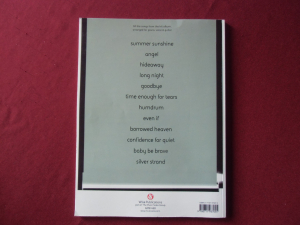 summer sunshine
angel
hideaway
long night
goodbye
time enough for tears
humdrum
even if
borrowed heaven
confidence for quiet
baby be brave
silver strand